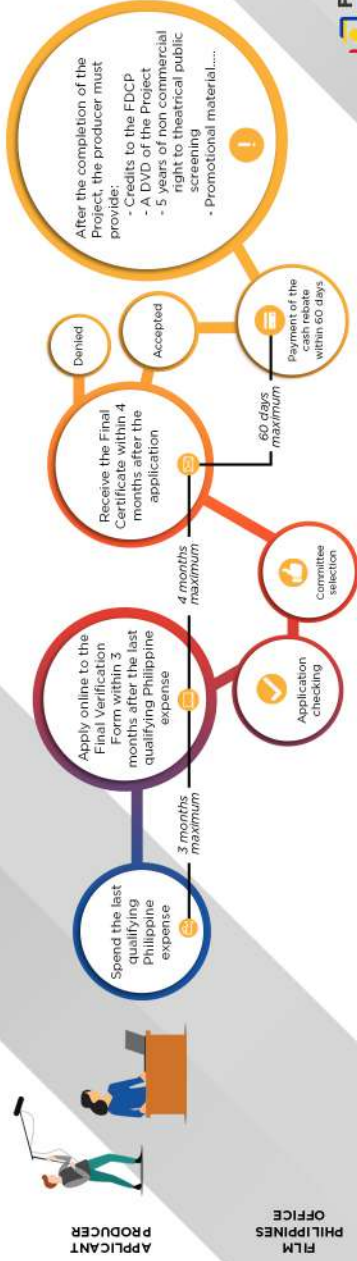 APPLICANT
PRODUCER
FILM
PHILIPPINES
OFFICE
Spend the last
qualifying
Philippine
expense
3 months
maximum
Apply online to the
Final Verification
Form within 3
months after the last
qualifying Philippine
expense
Application
checking
Committee
selection
4 months
maximum
Receive the Final
Certificate within 4
months after the
application
Denied
Accepted
60 days
maximum
Payment of the
cash rebate
within 60 days
After the completion of the
Project, the producer must
provide:
- Credits to the FDCP
- A DVD of the Project
- 5 years of non commercial
right to theatrical public
screening
- Promotional material.....